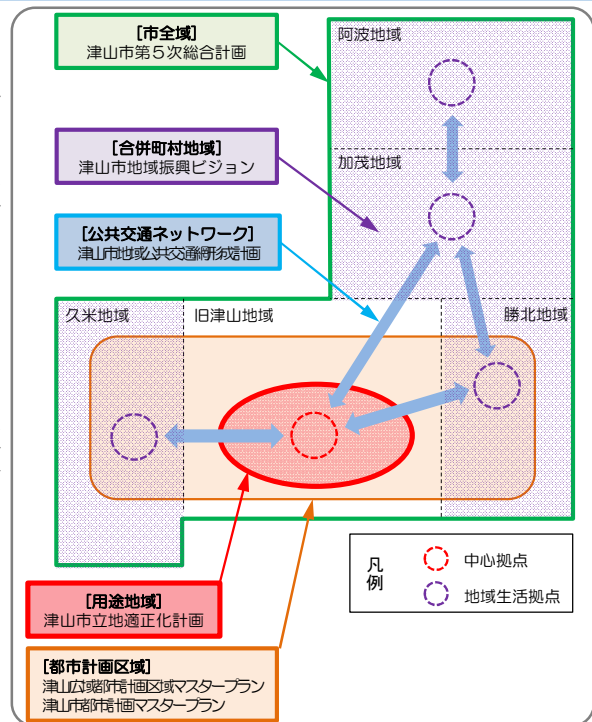 [市全域]
津山市第５次総合計画
阿波地域
[合併町村地域]
津山市地域振興ビジョン
加茂地域
[公共交通ネットワーク]
津山市地域公共交通網形成計画
久米地域
旧津山地域
勝北地域
凡例
中心拠点
地域生活拠点
[用途地域]
津山市立地適正化計画
[都市計画区域]
津山広域都市計画区域マスタープラン
津山市都市計画マスタープラン